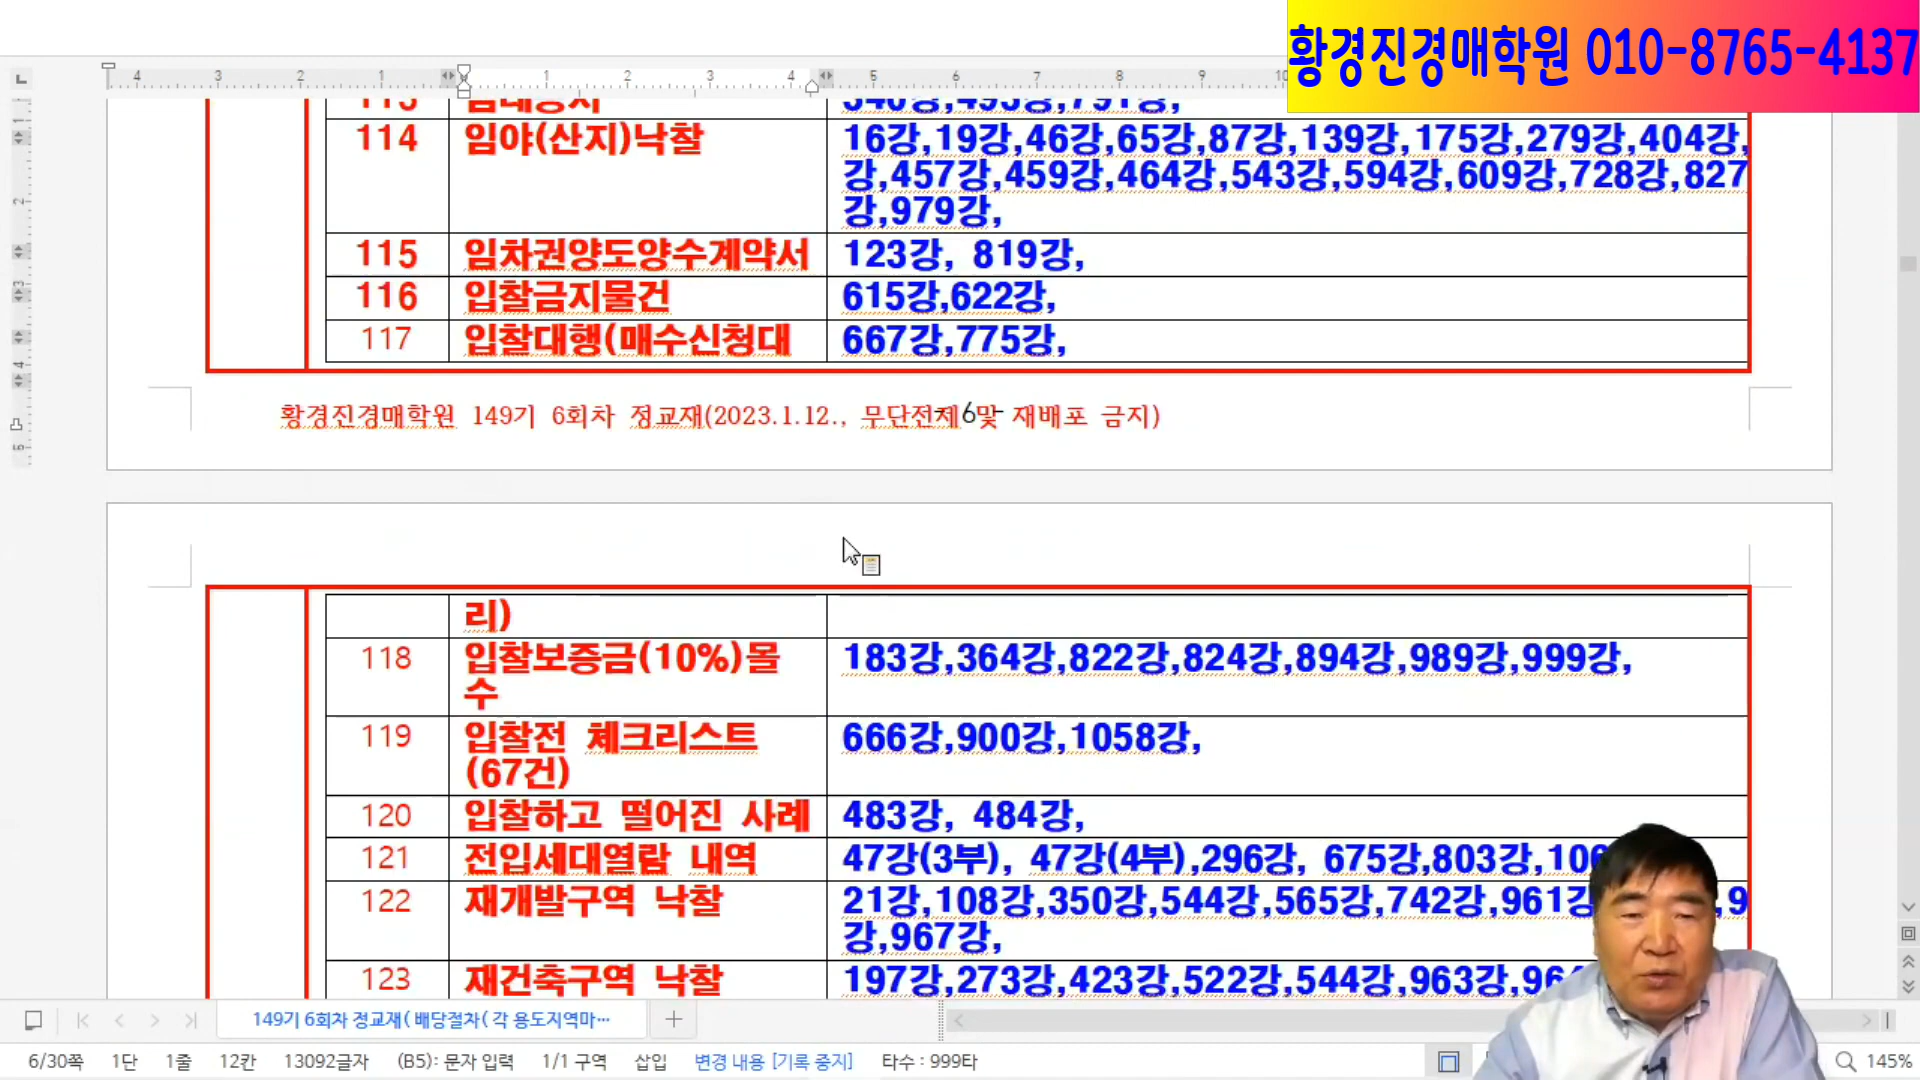 황경진경매학원 010-8765-4137
4 3 2 1 1 2 3 4 5 6 7 8 9 10
114 임야(산지)낙찰 16강,19강,46강,65강,87강,139강,175강,279강,404강,
강,457강,459강,464강,543강,594강,609강,728강,827
강,979강,
115 임차권양도양수계약서 123강, 819강,
116 입찰금지물건 615강,622강,
117 입찰대행(매수신청대 667강,775강,
황경진경매학원 149기 6회차 정교재(2023.1.12., 무단전제 및 재배포 금지)
- 6 -
리)
118 입찰보증금(10%)몰 183강,364강,822강,824강,894강,989강,999강,
수
119 입찰전 체크리스트 666강,900강,1058강,
(67건)
120 입찰하고 떨어진 사례 483강, 484강,
121 전입세대열람 내역 47강(3부), 47강(4부),296강, 675강,803강,
122 재개발구역 낙찰 21강,108강,350강,544강,565강,742강,961강
강,967강,
123 재건축구역 낙찰 197강,273강,423강,522강,544강,963강,
149기 6회차 정교재( 배당절차( 각 용도지역마…
6/30쪽 1단 1줄 12칸 13092글자 (B5): 문자 입력 1/1 구역 삽입 변경 내용 [기록 중지] 타수 : 999타 145%